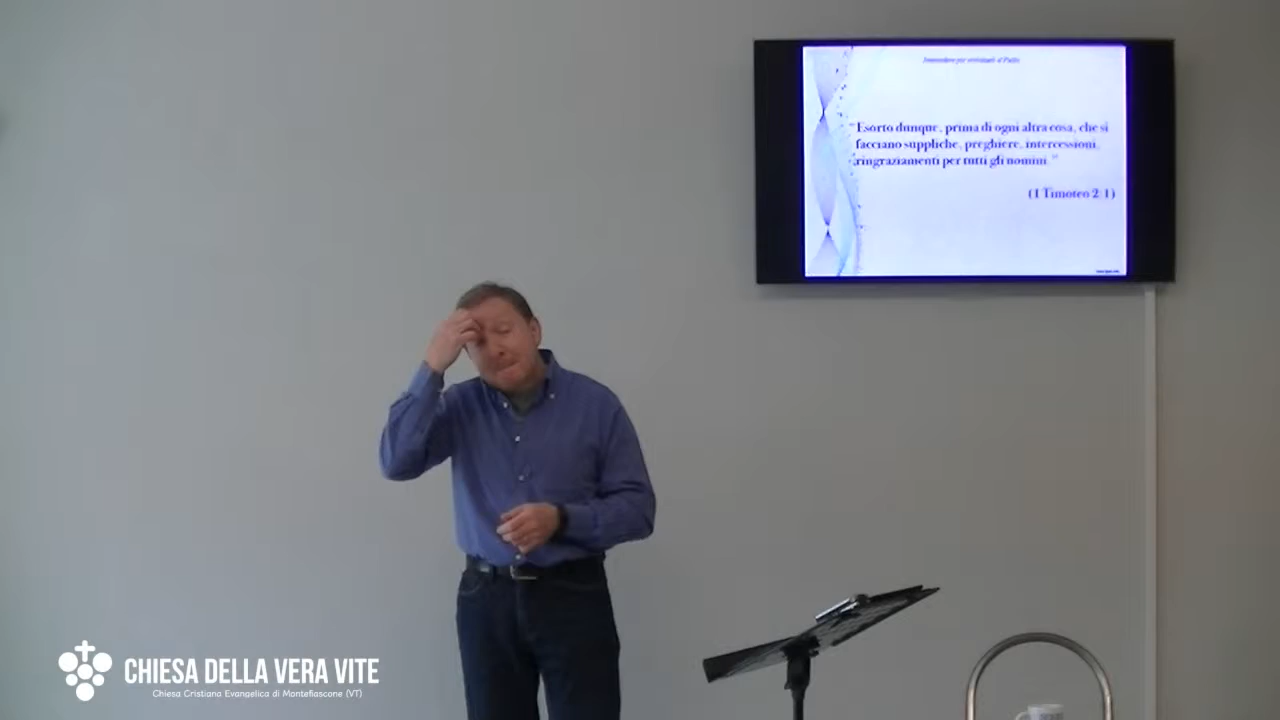 "Esorto dunque, prima di ogni altra cosa, che si
facciano suppliche, preghiere, intercessioni,
ringraziamenti per tutti gli uomini."
(1 Timoteo 2:1)
CHIESA DELLA VERA VITE
Chiesa Cristiana Evangelica di Montefiascone (VT)